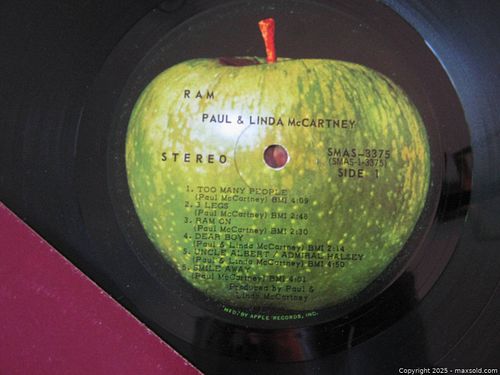 RAM
PAUL & LINDA McCARTNEY
STEREO
SMAS-3375
(SMAS-1-3375)
SIDE 1
1. TOO MANY PEOPLE
(Paul McCartney) BMI 4:09
2. 3 LEGS
(Paul McCartney) BMI 2:48
3. RAM ON
(Paul McCartney) BMI 2:30
4. DEAR BOY
(Paul & Linda McCartney) BMI 2:14
5. UNCLE ALBERT / ADMIRAL HALSEY
(Paul & Linda McCartney) BMI 4:50
6. SMILE AWAY
(Paul McCartney) BMI 4:01
Produced by Paul &
Linda McCartney
MFD. BY APPLE RECORDS, INC.
Copyright 2025 - maxsold.com